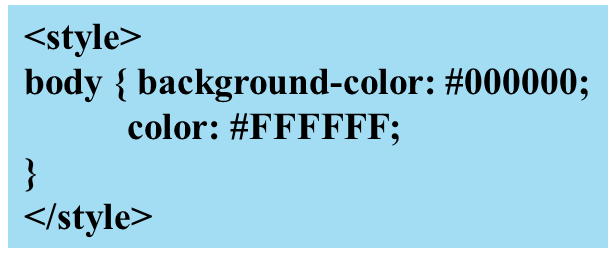 <style>
body { background-color: #000000;
color: #FFFFFF;
}
</style>